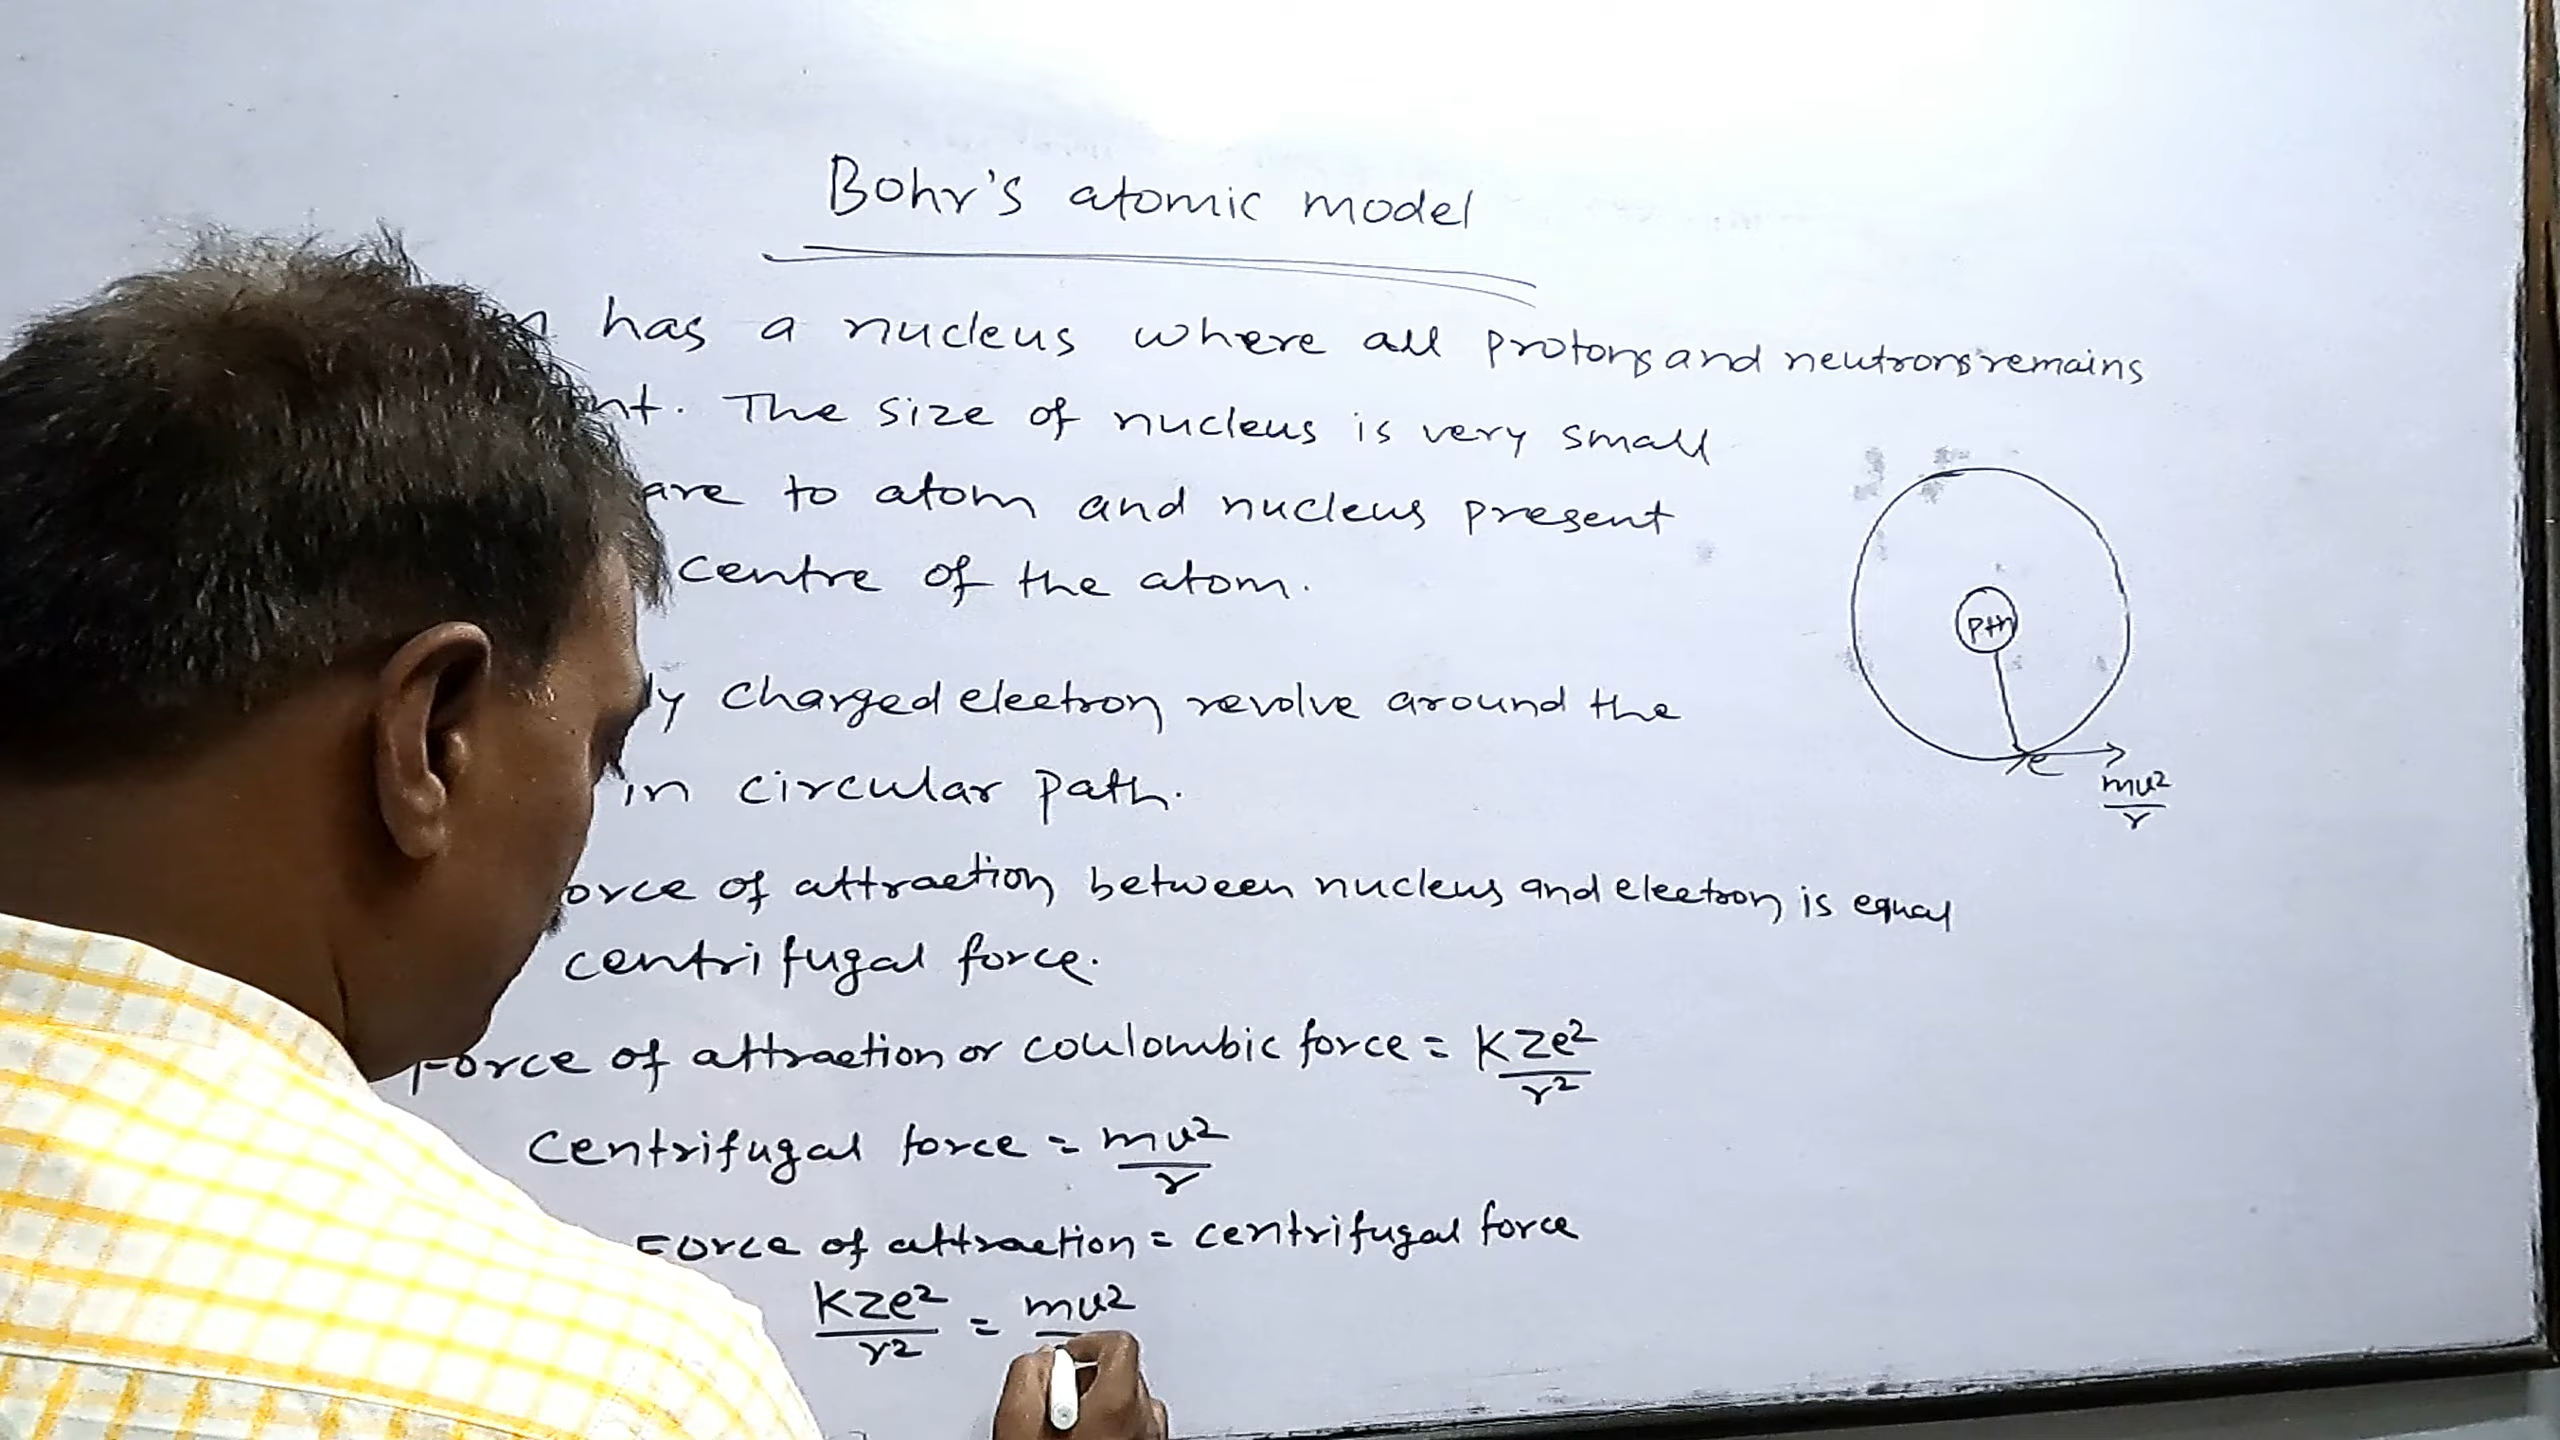 Bohr's atomic model
has a nucleus where all protons and neutrons remains
The size of nucleus is very small
to atom and nucleus present
centre of the atom.
charged electron revolve around the
in circular path.
of attraction between nucleus and electron is equal
centrifugal force.
Force of attraction or coulombic force = KZe²/r²
Centrifugal force = mv²/r
Force of attraction = centrifugal force
KZe²/r² = mv²
p+n
e
mv²/r